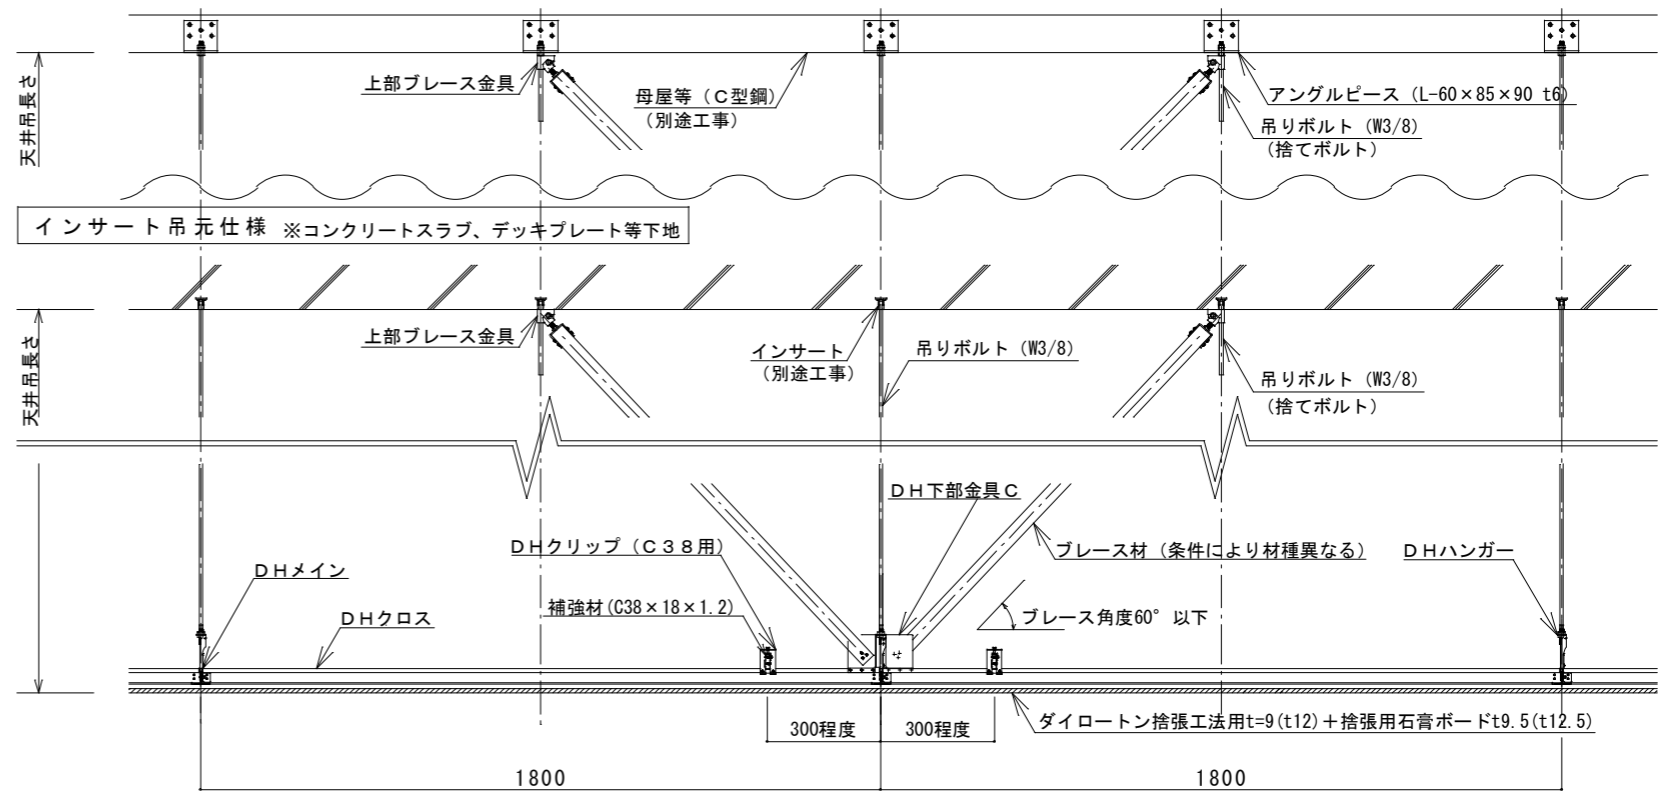 天井吊長さ
上部ブレース金具
母屋等（Ｃ型鋼）
（別途工事）
アングルピース（L-60×85×90 t6）
吊りボルト（W3/8）
（捨てボルト）
インサート吊元仕様 ※コンクリートスラブ、デッキプレート等下地
天井吊長さ
上部ブレース金具
インサート
（別途工事）
吊りボルト（W3/8）
吊りボルト（W3/8）
（捨てボルト）
ＤＨ下部金具Ｃ
ＤＨクリップ（Ｃ３８用）
ブレース材（条件により材種異なる）
ＤＨハンガー
ＤＨメイン
補強材(C38×18×1.2)
ＤＨクロス
ブレース角度60°以下
300程度
300程度
ダイロートン捨張工法用t=9(t12)＋捨張用石膏ボードt9.5(t12.5)
1800
1800